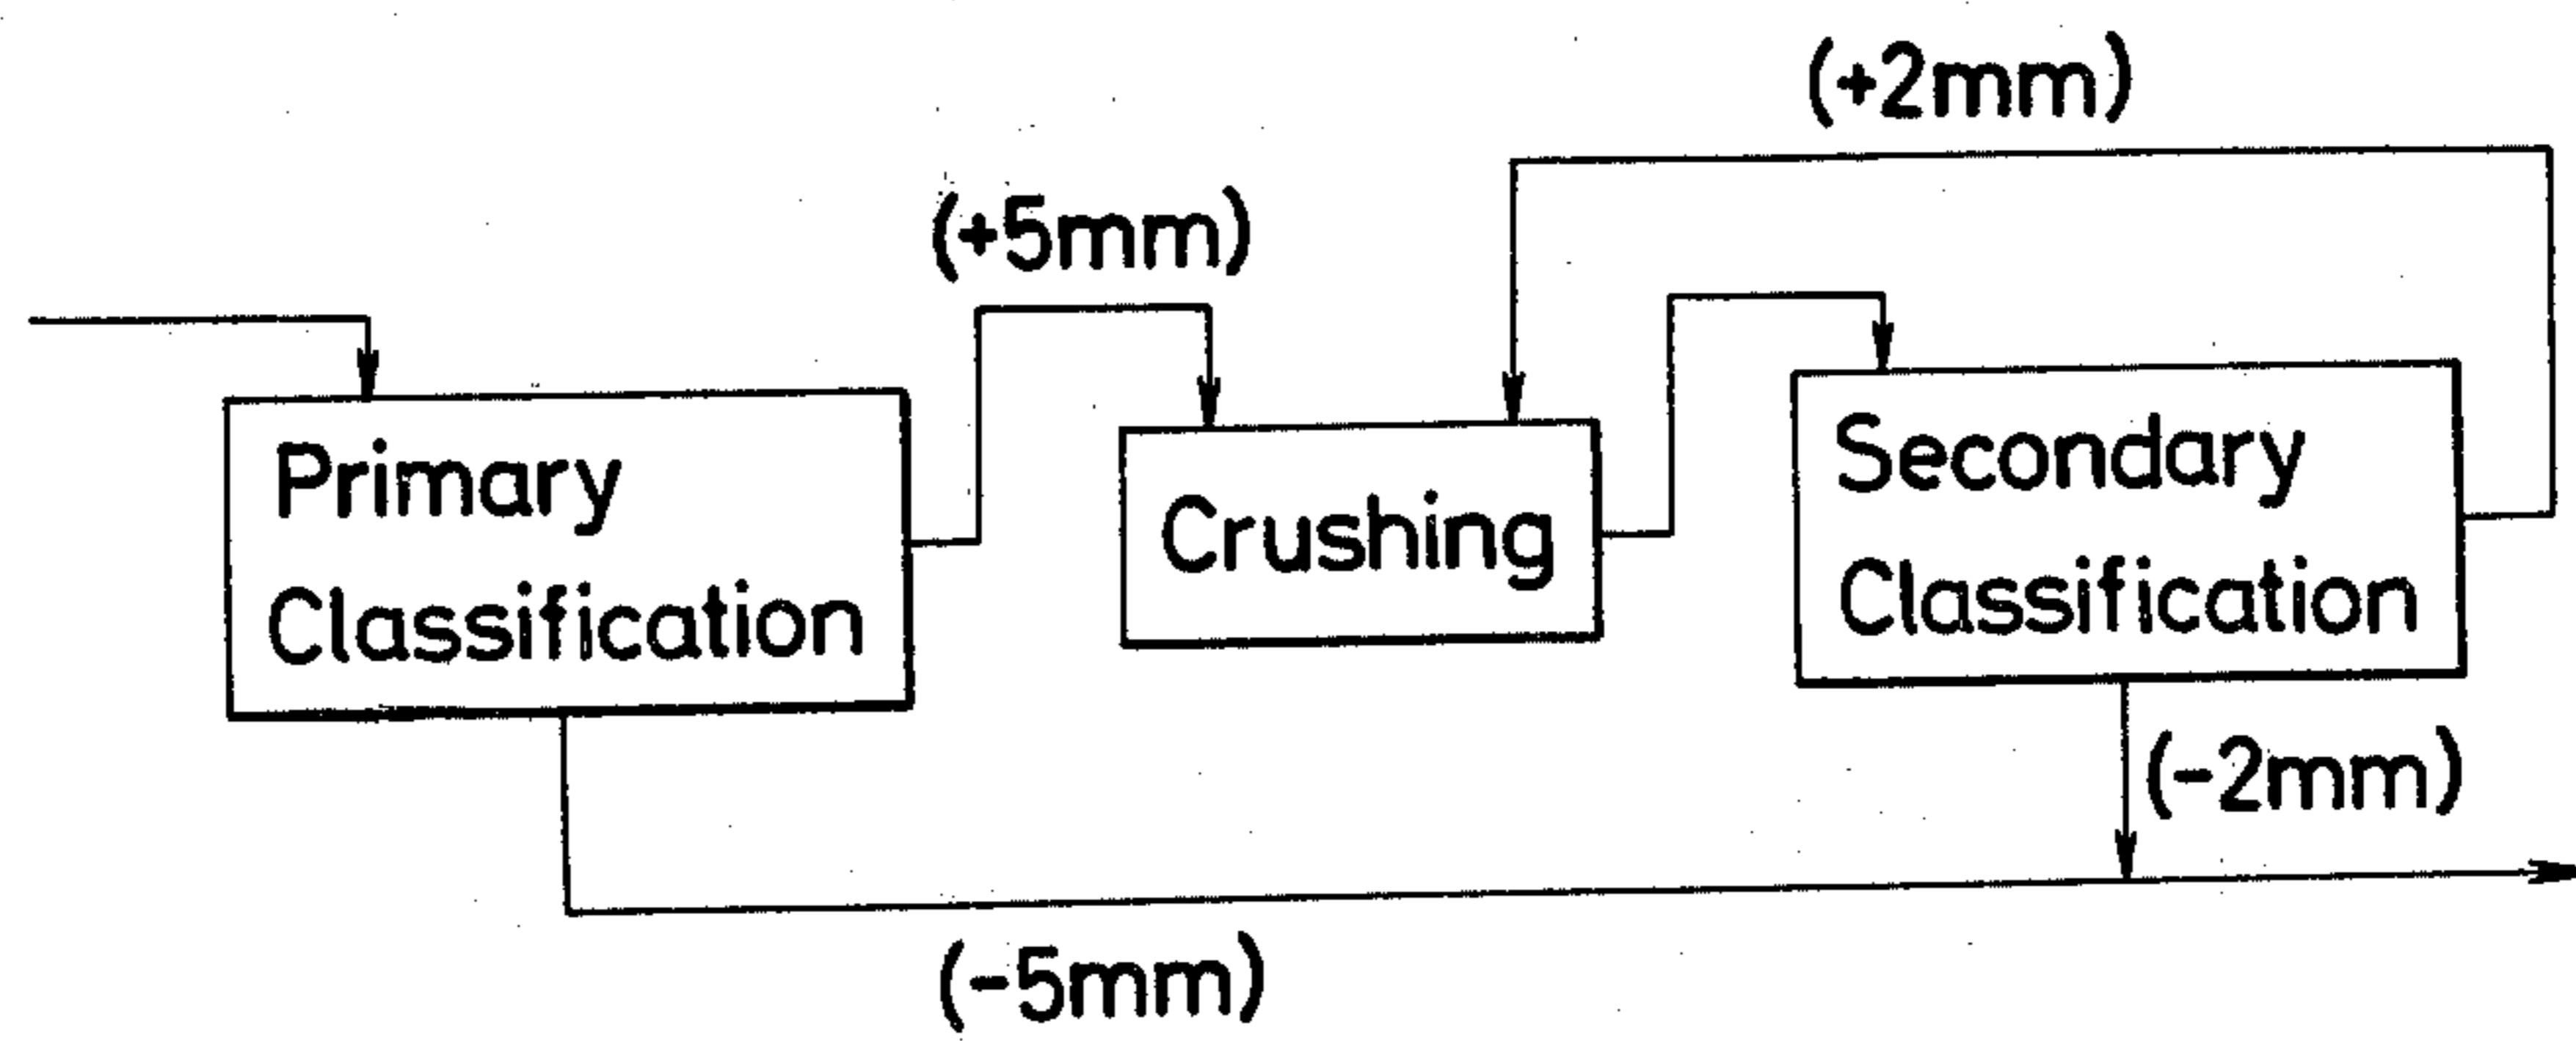 (+2mm)
(+5mm)
Primary
Classification
Crushing
Secondary
Classification
(-2mm)
(-5mm)